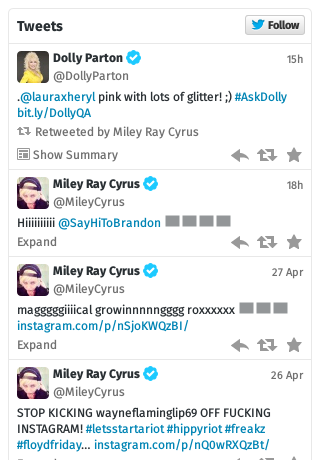 Tweets
Follow
Dolly Parton
15h
@DollyParton
.@lauraxheryl pink with lots of glitter! ;) #AskDolly
bit.ly/DollyQA
Retweeted by Miley Ray Cyrus
Show Summary
Miley Ray Cyrus
18h
@MileyCyrus
Hiiiiiiiiii @SayHiToBrandon
Expand
Miley Ray Cyrus
27 Apr
@MileyCyrus
magggggiiiical growinnnnngggg roxxxxxx
instagram.com/p/nSjoKWQzBI/
Expand
Miley Ray Cyrus
26 Apr
@MileyCyrus
STOP KICKING wayneflaminglip69 OFF FUCKING
INSTAGRAM! #letsstartariot #hippyriot #freakz
#floydfriday... instagram.com/p/nQ0wRXQzBt/